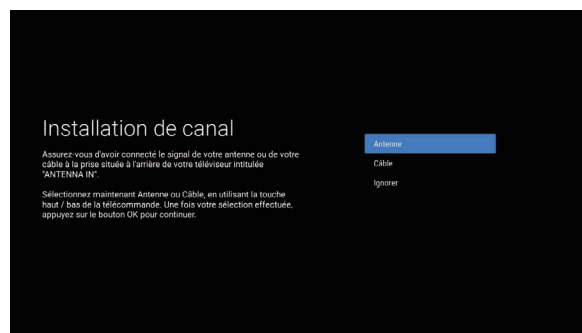 Installation de canal
Assurez-vous d'avoir connecté le signal de votre antenne ou de votre
câble à la prise située à l'arrière de votre téléviseur intitulée
"ANTENNA IN".
Sélectionnez maintenant Antenne ou Câble, en utilisant la touche
haut / bas de la télécommande. Une fois votre sélection effectuée,
appuyez sur le bouton OK pour continuer.
Antenne
Câble
Ignorer